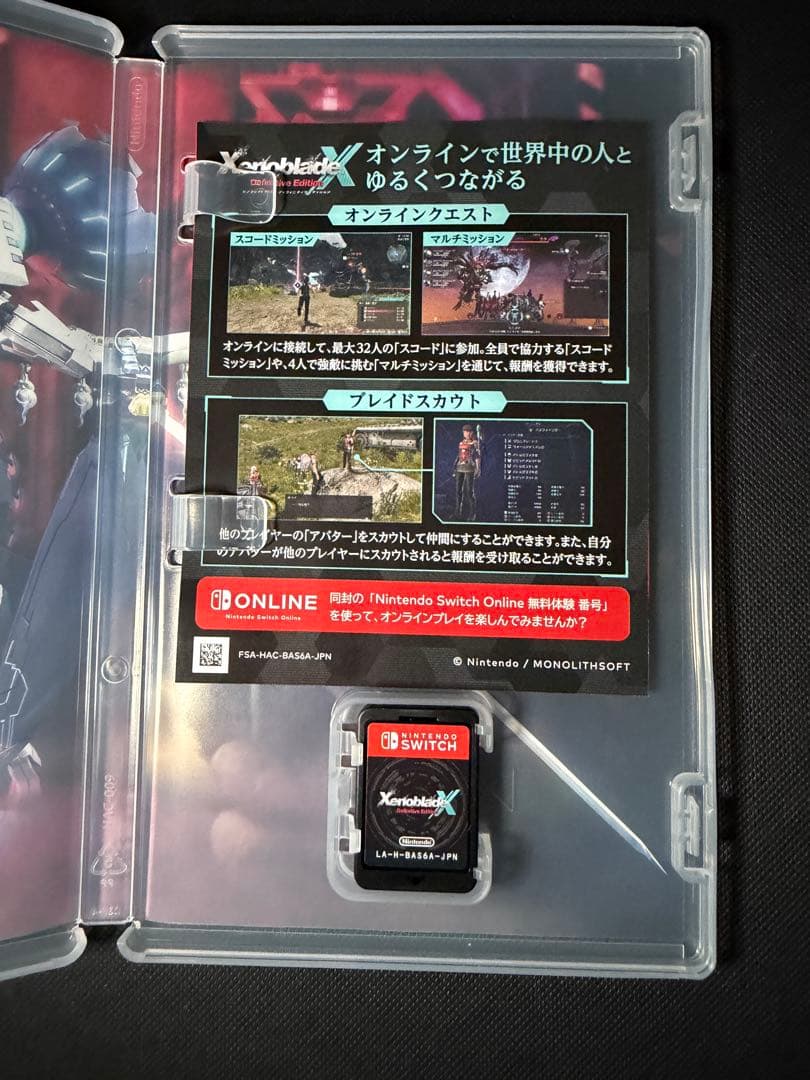 Nintendo
XenobladeX
Definitive Edition
オンラインで世界中の人と
ゆるくつながる
オンラインクエスト
スコードミッション
マルチミッション
オンラインに接続して、最大32人の「スコード」に参加。全員で協力する「スコード
ミッション」や、4人で強敵に挑む「マルチミッション」を通じて、報酬を獲得できます。
ブレイドスカウト
他のプレイヤーの「アバター」をスカウトして仲間にすることができます。また、自分
のアバターが他のプレイヤーにスカウトされると報酬を受け取ることができます。
ONLINE
Nintendo Switch Online
同封の「Nintendo Switch Online 無料体験 番号」
を使って、オンラインプレイを楽しんでみませんか？
FSA-HAC-BAS6A-JPN
© Nintendo / MONOLITHSOFT
NINTENDO
SWITCH
XenobladeX
Definitive Edition
Nintendo
LA-H-BAS6A-JPN
HAC-009